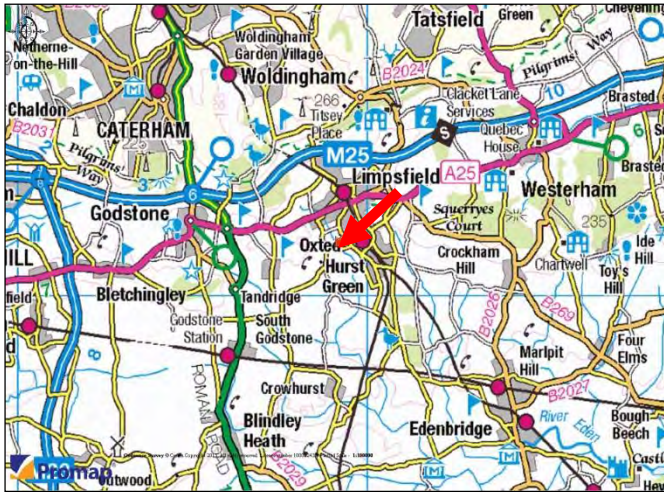 Tatsfield
Green
Woldingham
Garden Village
Netherne-
on-the-Hill
Woldingham
B2024
Pilgrims'
Way
Clacket Lane
Services
10
Brasted
Chaldon
266
Titsey
Place
B2031
CATERHAM
S
Quebec
House
6
225
M25
Pilgrims'
Way
3
Limpsfield
A25
Brasted
Westerham
6
Godstone
Squerryes
Court
235
Oxted
Ide
Hill
Crockham
Hill
Chartwell
Toy's
Hill
Hurst
Green
Bletchingley
Tandridge
B2026
B269
Godstone
Station
South
Godstone
8
Four
Elms
Marlpit
Hill
Crowhurst
B2027
ROMAN
ROAD
Blindley
Heath
Edenbridge
River
Eden
Bough
Beech
B2029
Promap
Outwood